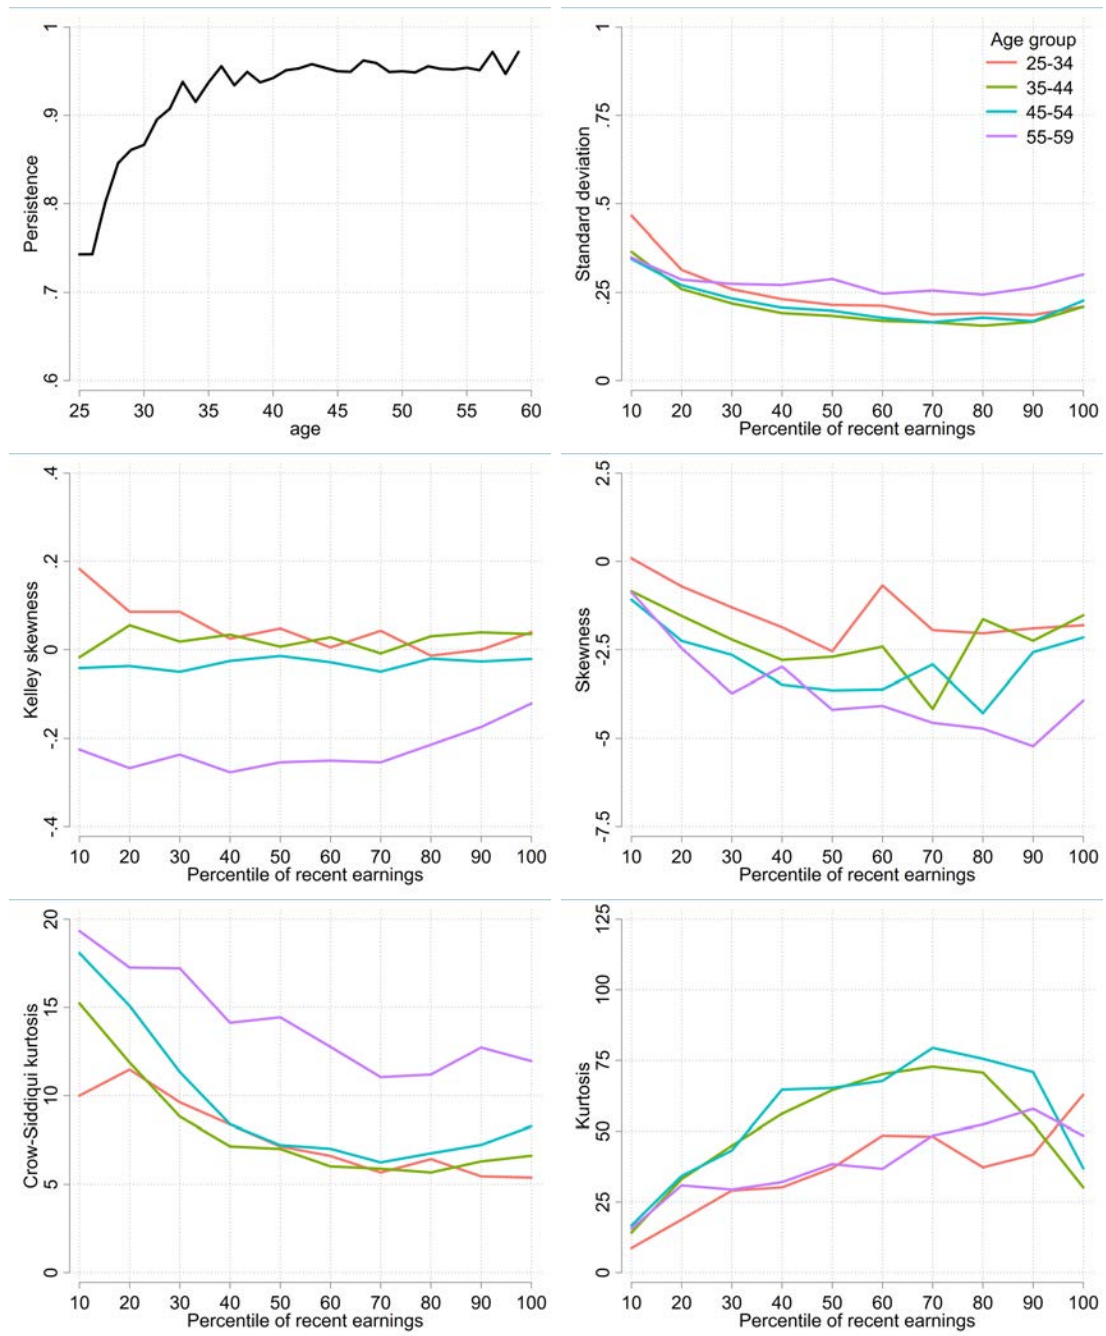 1
.9
.8
.7
.6
Persistence
25 30 35 40 45 50 55 60
age
1
.75
.5
.25
0
Standard deviation
Age group
25-34
35-44
45-54
55-59
10 20 30 40 50 60 70 80 90 100
Percentile of recent earnings
.4
.2
0
-.2
-.4
Kelley skewness
10 20 30 40 50 60 70 80 90 100
Percentile of recent earnings
2.5
0
-2.5
-5
-7.5
Skewness
10 20 30 40 50 60 70 80 90 100
Percentile of recent earnings
20
15
10
5
0
Crow-Siddiqui kurtosis
10 20 30 40 50 60 70 80 90 100
Percentile of recent earnings
125
100
75
50
25
0
Kurtosis
10 20 30 40 50 60 70 80 90 100
Percentile of recent earnings